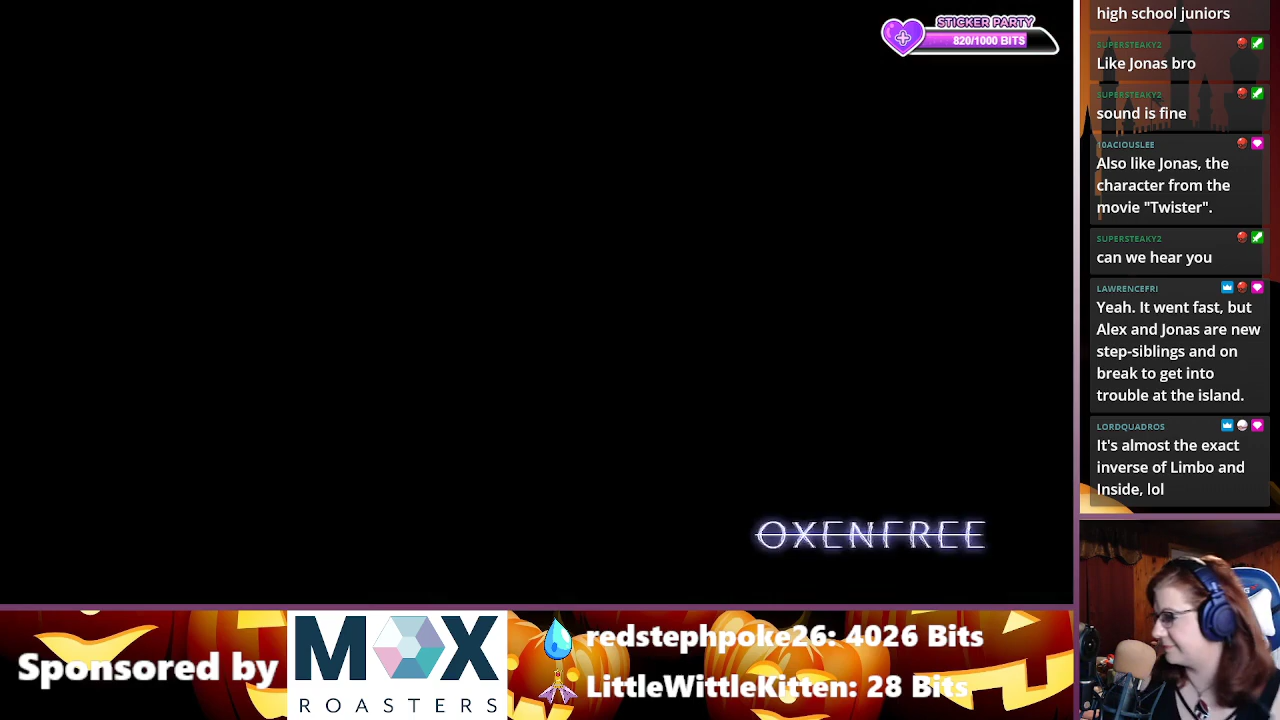 STICKER PARTY
820/1000 BITS
high school juniors
SUPERSTEAKY2
Like Jonas bro
SUPERSTEAKY2
sound is fine
10ACIOUSLEE
Also like Jonas, the
character from the
movie "Twister".
SUPERSTEAKY2
can we hear you
LAWRENCEFRI
Yeah. It went fast, but
Alex and Jonas are new
step-siblings and on
break to get into
trouble at the island.
LORDQUADROS
It's almost the exact
inverse of Limbo and
Inside, lol
OXENFREE
Sponsored by
MOX
ROASTERS
redstephpoke26: 4026 Bits
LittleWittleKitten: 28 Bits